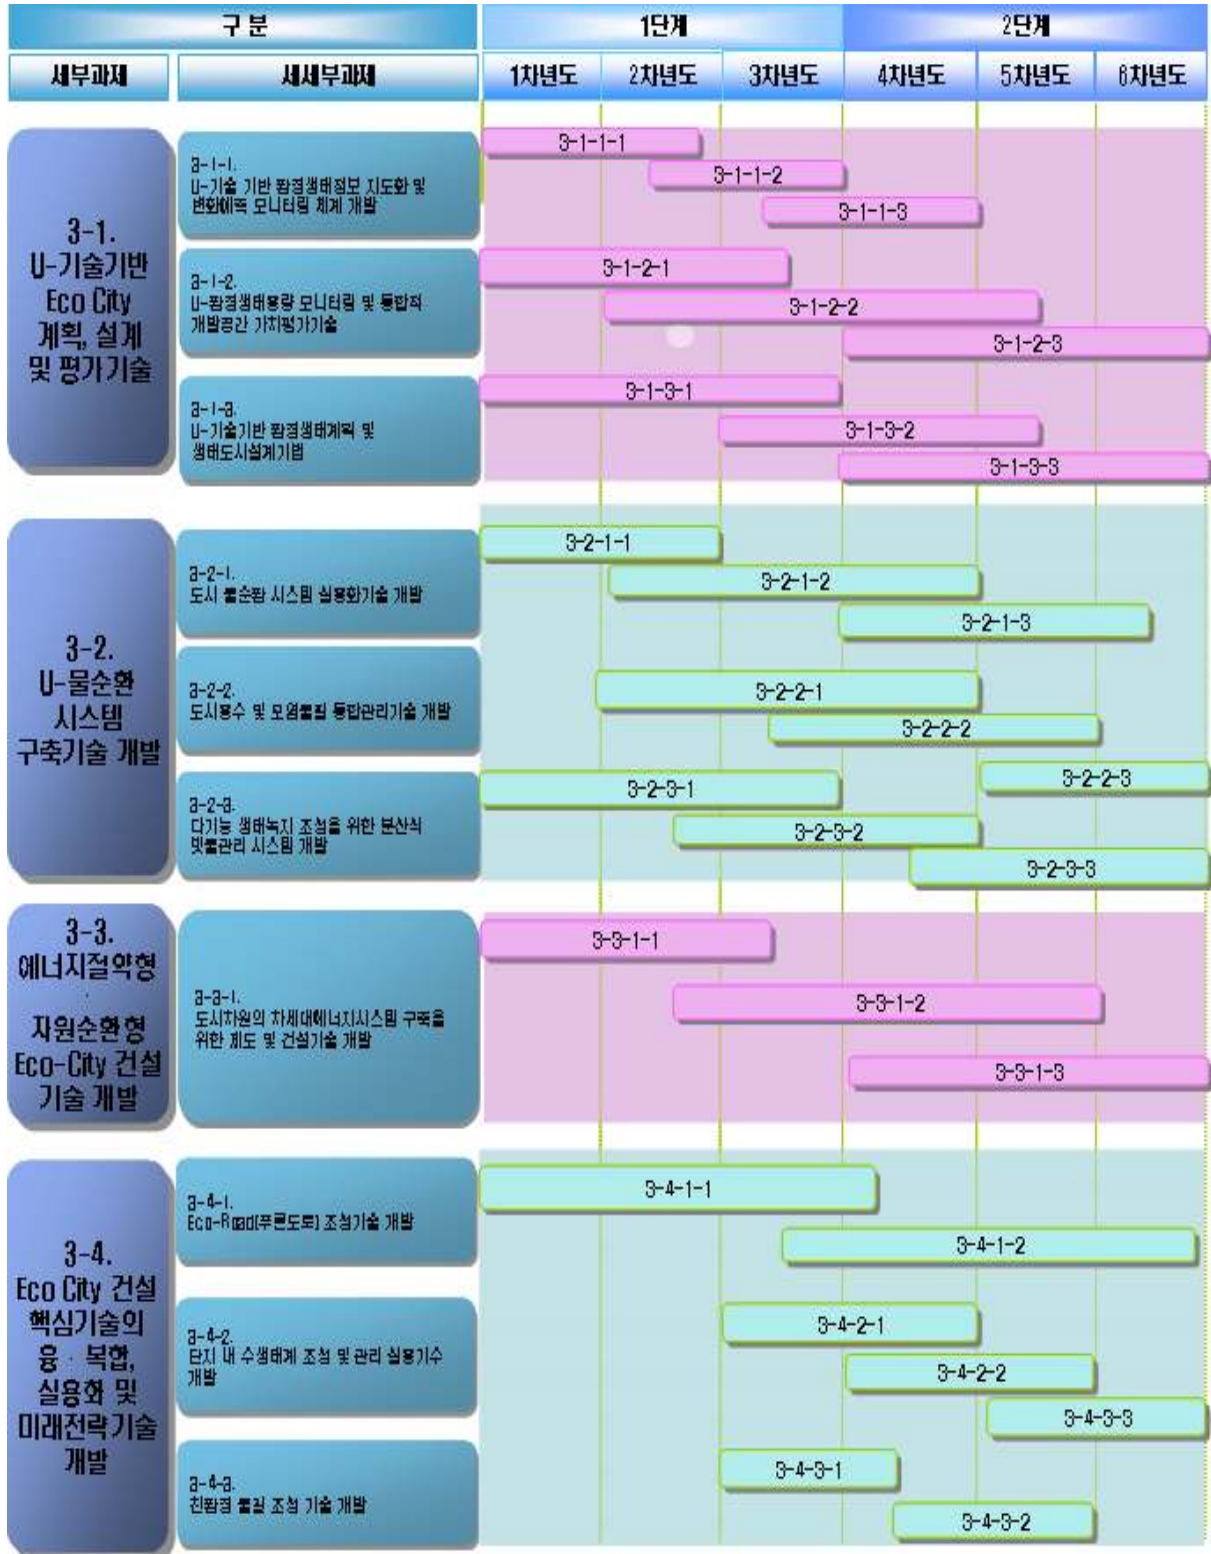 구 분
1단계
2단계
세부과제
세세부과제
1차년도
2차년도
3차년도
4차년도
5차년도
6차년도
3-1.
U-기술기반
Eco City
계획, 설계
및 평가기술
3-1-1.
U-기술 기반 환경생태정보 지도화 및
변화예측 모니터링 체계 개발
3-1-1-1
3-1-1-2
3-1-1-3
3-1-2.
U-환경생태용량 모니터링 및 통합적
개발공간 가치평가기술
3-1-2-1
3-1-2-2
3-1-2-3
3-1-3.
U-기술기반 환경생태계획 및
생태도시설계기법
3-1-3-1
3-1-3-2
3-1-3-3
3-2.
U-물순환
시스템
구축기술 개발
3-2-1.
도시 물순환 시스템 실용화기술 개발
3-2-1-1
3-2-1-2
3-2-1-3
3-2-2.
도시용수 및 오염물질 통합관리기술 개발
3-2-2-1
3-2-2-2
3-2-2-3
3-2-3.
다기능 생태녹지 조성을 위한 분산식
빗물관리 시스템 개발
3-2-3-1
3-2-3-2
3-2-3-3
3-3.
에너지절약형
·
자원순환형
Eco-City 건설
기술 개발
3-3-1.
도시차원의 차세대에너지시스템 구축을
위한 제도 및 건설기술 개발
3-3-1-1
3-3-1-2
3-3-1-3
3-4.
Eco City 건설
핵심기술의
융 · 복합,
실용화 및
미래전략기술
개발
3-4-1.
Eco-Road(푸른도로) 조성기술 개발
3-4-1-1
3-4-1-2
3-4-2.
단지 내 수생태계 조성 및 관리 실용기수
개발
3-4-2-1
3-4-2-2
3-4-3-3
3-4-3.
친환경 물길 조성 기술 개발
3-4-3-1
3-4-3-2